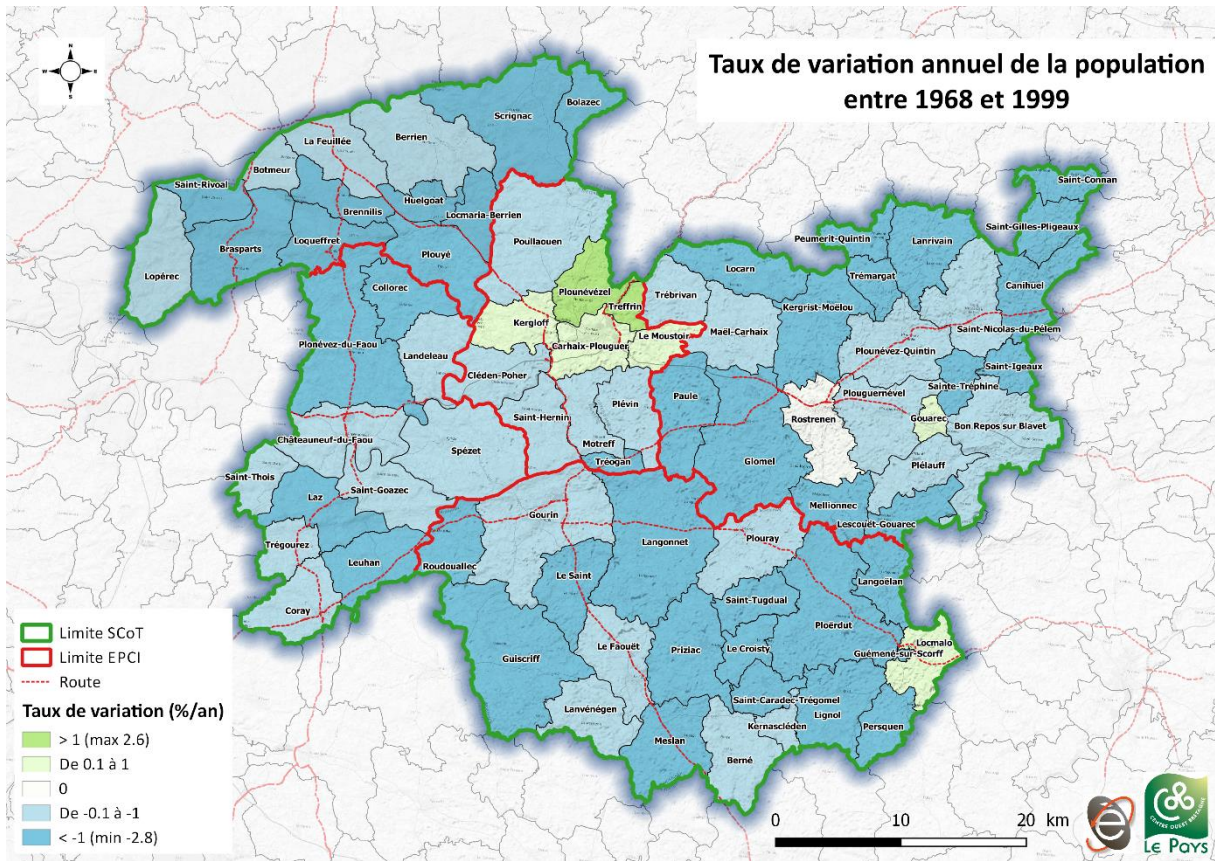 Taux de variation annuel de la population
entre 1968 et 1999
N
W
E
S
Bolazec
Scrignac
Berrien
La Feuillée
Botmeur
Saint-Rivoal
Huelgoat
Brennilis
Locmaria-Berrien
Loqueffret
Brasparts
Plouyé
Lopérec
Poullaouen
Collorec
Plounévézel
Treffrin
Kergloff
Le Moustoir
Carhaix-Plouguer
Plonévez-du-Faou
Landeleau
Cléden-Poher
Saint-Hernin
Plévin
Motreff
Tréogan
Châteauneuf-du-Faou
Spézet
Saint-Thois
Saint-Goazec
Laz
Trégourez
Leuhan
Coray
Saint-Connan
Saint-Gilles-Pligeaux
Peumerit-Quintin
Lanrivain
Trémargat
Canihuel
Locarn
Trébrivan
Kergrist-Moëlou
Maël-Carhaix
Saint-Nicolas-du-Pélem
Plounévez-Quintin
Saint-Igeaux
Sainte-Tréphine
Plouguernével
Gouarec
Bon Repos sur Blavet
Paule
Rostrenen
Glomel
Plélauff
Mellionnec
Lescouët-Gouarec
Gourin
Roudouallec
Langonnet
Plouray
Le Saint
Langoëlan
Saint-Tugdual
Ploërdut
Guiscriff
Le Faouët
Priziac
Le Croisty
Locmalo
Guémené-sur-Scorff
Lanvénégen
Saint-Caradec-Trégomel
Lignol
Kernascléden
Persquen
Meslan
Berné
Limite SCoT
Limite EPCI
Route
Taux de variation (%/an)
> 1 (max 2.6)
De 0.1 à 1
0
De -0.1 à -1
< -1 (min -2.8)
0 10 20 km
é
CENTRE OUEST BRETAGNE
LE PAYS